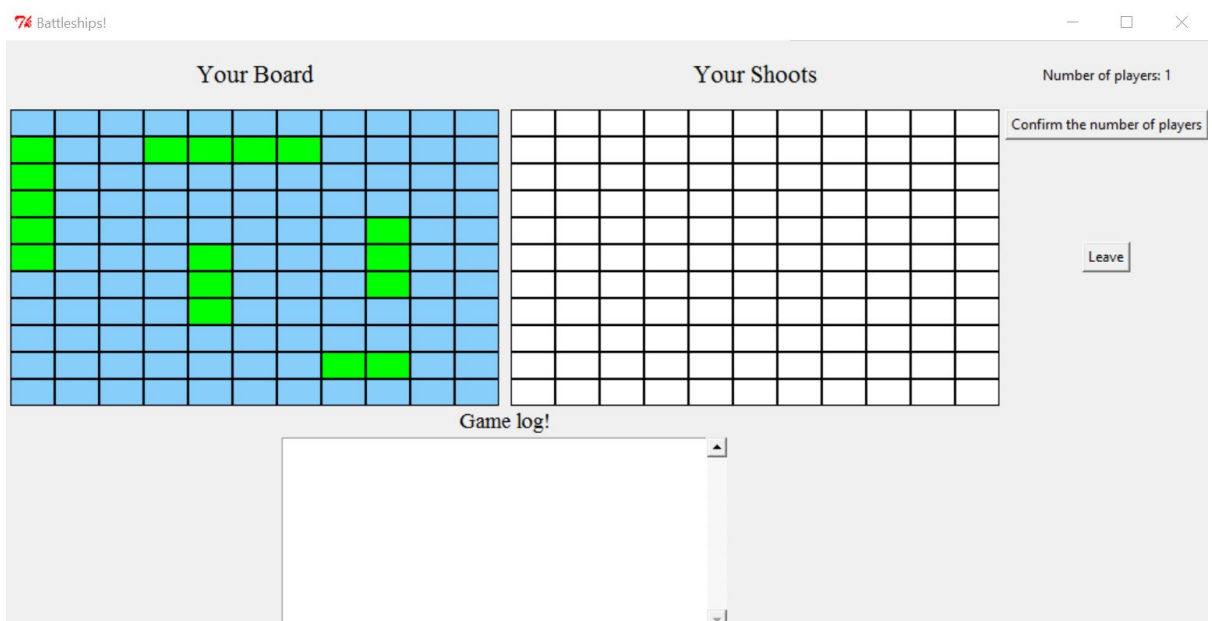 Battleships!
Your Board
Your Shoots
Number of players: 1
Confirm the number of players
Leave
Game log!